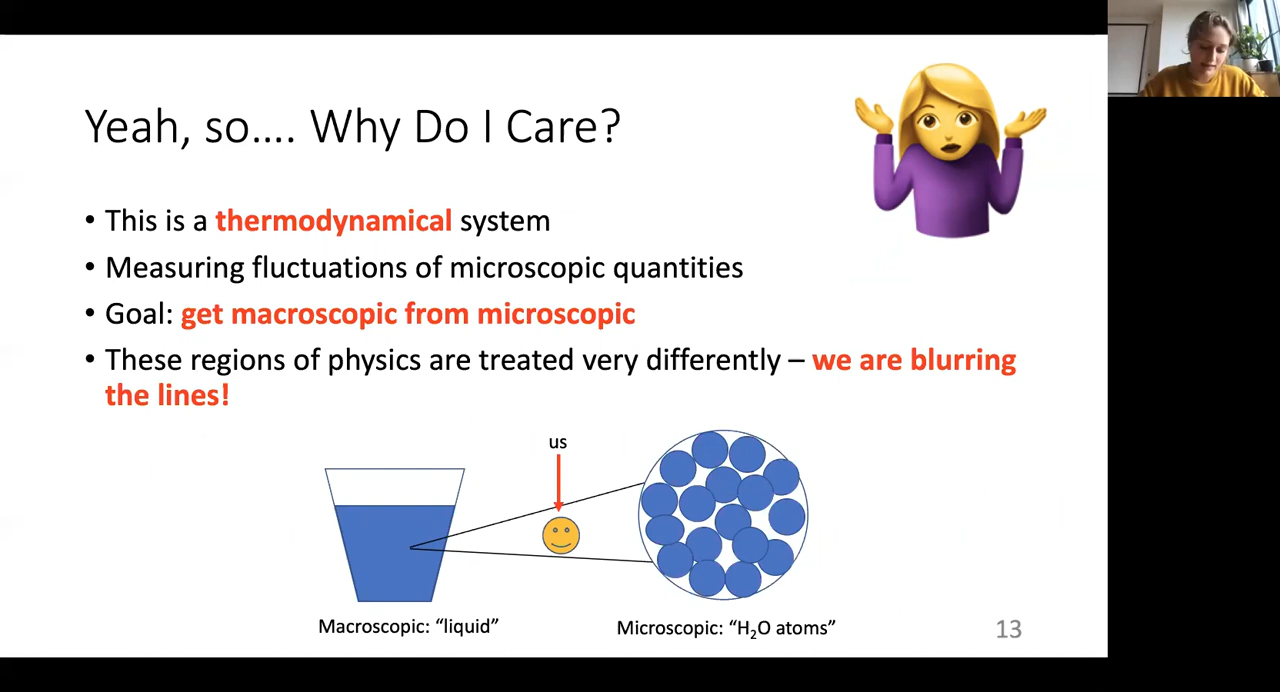 Yeah, so…. Why Do I Care?
• This is a thermodynamical system
• Measuring fluctuations of microscopic quantities
• Goal: get macroscopic from microscopic
• These regions of physics are treated very differently – we are blurring
the lines!
us
Macroscopic: “liquid”
Microscopic: “H₂O atoms”
13